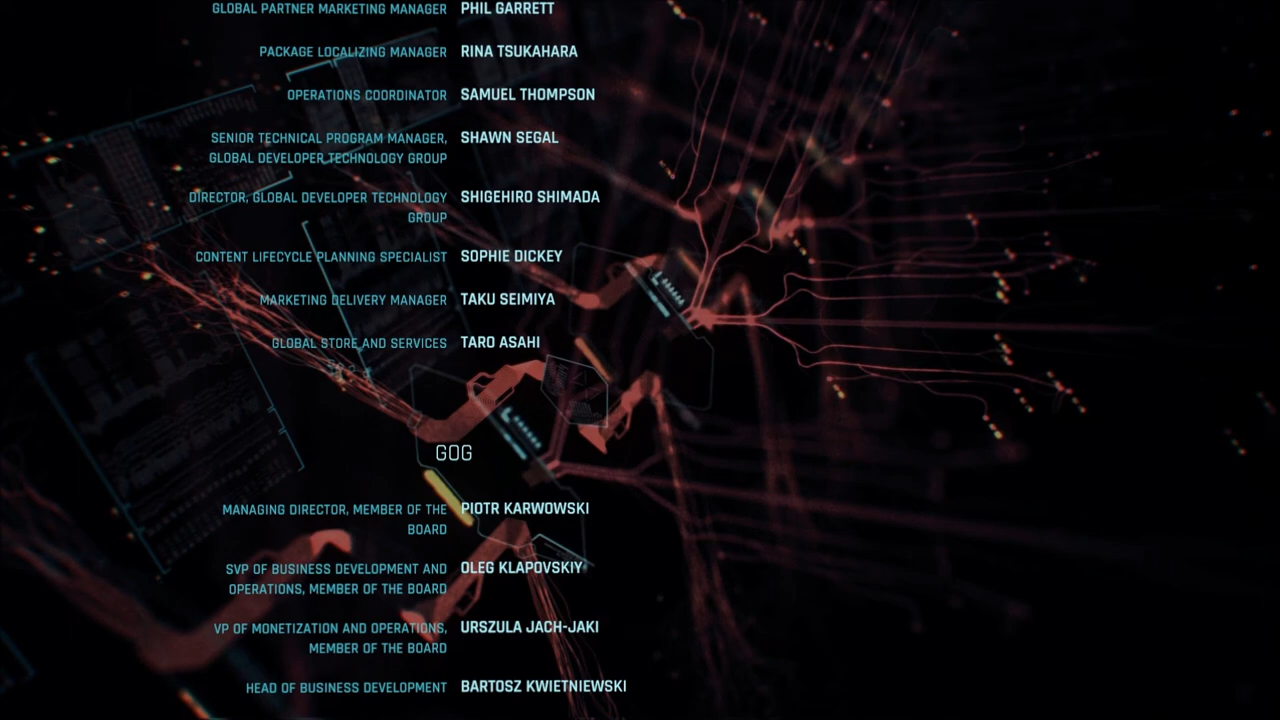 GLOBAL PARTNER MARKETING MANAGER PHIL GARRETT
PACKAGE LOCALIZING MANAGER RINA TSUKAHARA
OPERATIONS COORDINATOR SAMUEL THOMPSON
SENIOR TECHNICAL PROGRAM MANAGER, SHAWN SEGAL
GLOBAL DEVELOPER TECHNOLOGY GROUP
DIRECTOR, GLOBAL DEVELOPER TECHNOLOGY SHIGEHIRO SHIMADA
GROUP
CONTENT LIFECYCLE PLANNING SPECIALIST SOPHIE DICKEY
MARKETING DELIVERY MANAGER TAKU SEIMIYA
GLOBAL STORE AND SERVICES TARO ASAHI
GOG
MANAGING DIRECTOR, MEMBER OF THE PIOTR KARWOWSKI
BOARD
SVP OF BUSINESS DEVELOPMENT AND OLEG KLAPOVSKIY
OPERATIONS, MEMBER OF THE BOARD
VP OF MONETIZATION AND OPERATIONS, URSZULA JACH-JAKI
MEMBER OF THE BOARD
HEAD OF BUSINESS DEVELOPMENT BARTOSZ KWIETNIEWSKI